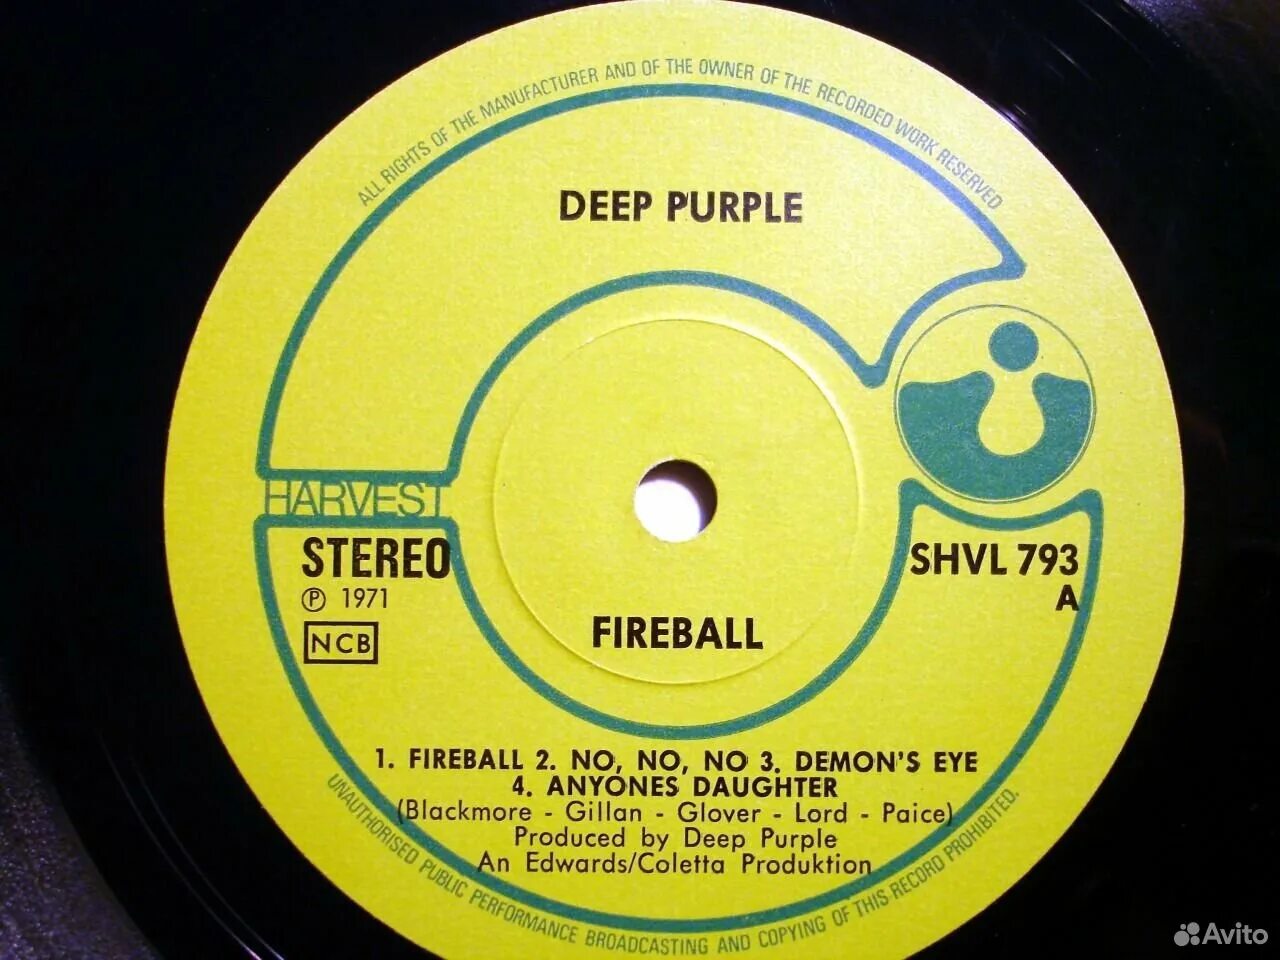 ALL RIGHTS OF THE MANUFACTURER AND OF THE OWNER OF THE RECORDED WORK RESERVED
DEEP PURPLE
HARVEST
STEREO
℗ 1971
NCB
SHVL 793
A
FIREBALL
1. FIREBALL 2. NO, NO, NO 3. DEMON'S EYE
4. ANYONES DAUGHTER
(Blackmore - Gillan - Glover - Lord - Paice)
Produced by Deep Purple
An Edwards/Coletta Produktion
UNAUTHORISED PUBLIC PERFORMANCE BROADCASTING AND COPYING OF THIS RECORD PROHIBITED.
Avito